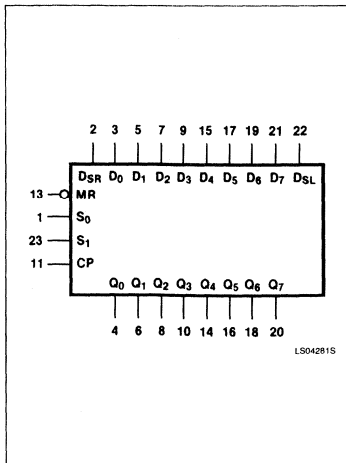 2 3 5 7 9 15 17 19 21 22
DSR D0 D1 D2 D3 D4 D5 D6 D7 DSL
13 MR
1 S0
23 S1
11 CP
Q0 Q1 Q2 Q3 Q4 Q5 Q6 Q7
4 6 8 10 14 16 18 20
LS04281S